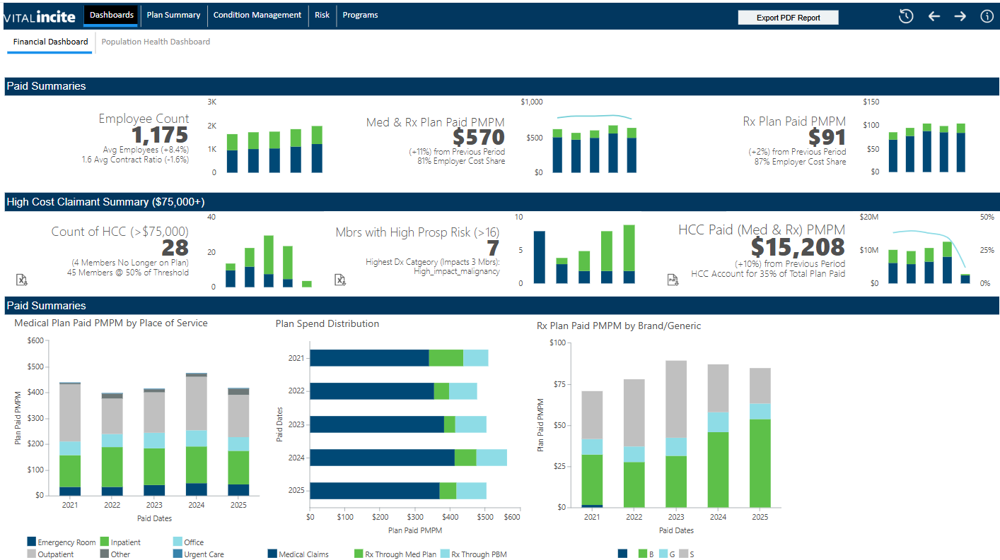 VITALincite
Dashboards
Plan Summary
Condition Management
Risk
Programs
Export PDF Report
Financial Dashboard
Population Health Dashboard
Paid Summaries
Employee Count
1,175
Avg Employees (+8.4%)
1.6 Avg Contract Ratio (-1.6%)
3K
2K
1K
0
Med & Rx Plan Paid PMPM
$570
(+11%) from Previous Period
81% Employer Cost Share
$1,000
$500
$0
Rx Plan Paid PMPM
$91
(+2%) from Previous Period
87% Employer Cost Share
$150
$100
$50
$0
High Cost Claimant Summary ($75,000+)
Count of HCC (>$75,000)
28
(4 Members No Longer on Plan)
45 Members @ 50% of Threshold
40
20
0
Mbrs with High Prosp Risk (>16)
7
Highest Dx Catgeory (Impacts 3 Mbrs):
High_impact_malignancy
10
5
0
HCC Paid (Med & Rx) PMPM
$15,208
(+10%) from Previous Period
HCC Account for 35% of Total Plan Paid
$20M
$10M
$0
50%
25%
0%
Paid Summaries
Medical Plan Paid PMPM by Place of Service
Plan Paid PMPM
$600
$500
$400
$300
$200
$100
$0
2021
2022
2023
2024
2025
Paid Dates
Emergency Room
Inpatient
Office
Outpatient
Other
Urgent Care
Plan Spend Distribution
Paid Dates
2021
2022
2023
2024
2025
$0
$100
$200
$300
$400
$500
$600
Plan Paid PMPM
Medical Claims
Rx Through Med Plan
Rx Through PBM
Rx Plan Paid PMPM by Brand/Generic
Plan Paid PMPM
$100
$75
$50
$25
$0
2021
2022
2023
2024
2025
Paid Dates
B
G
S